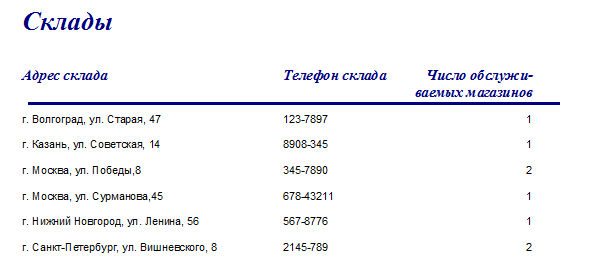 Склады
Адрес склада Телефон склада Число обслужи-
ваемых магазинов
г. Волгоград, ул. Старая, 47 123-7897 1
г. Казань, ул. Советская, 14 8908-345 1
г. Москва, ул. Победы,8 345-7890 2
г. Москва, ул. Сурманова,45 678-43211 1
г. Нижний Новгород, ул. Ленина, 56 567-8776 1
г. Санкт-Петербург, ул. Вишневского, 8 2145-789 2